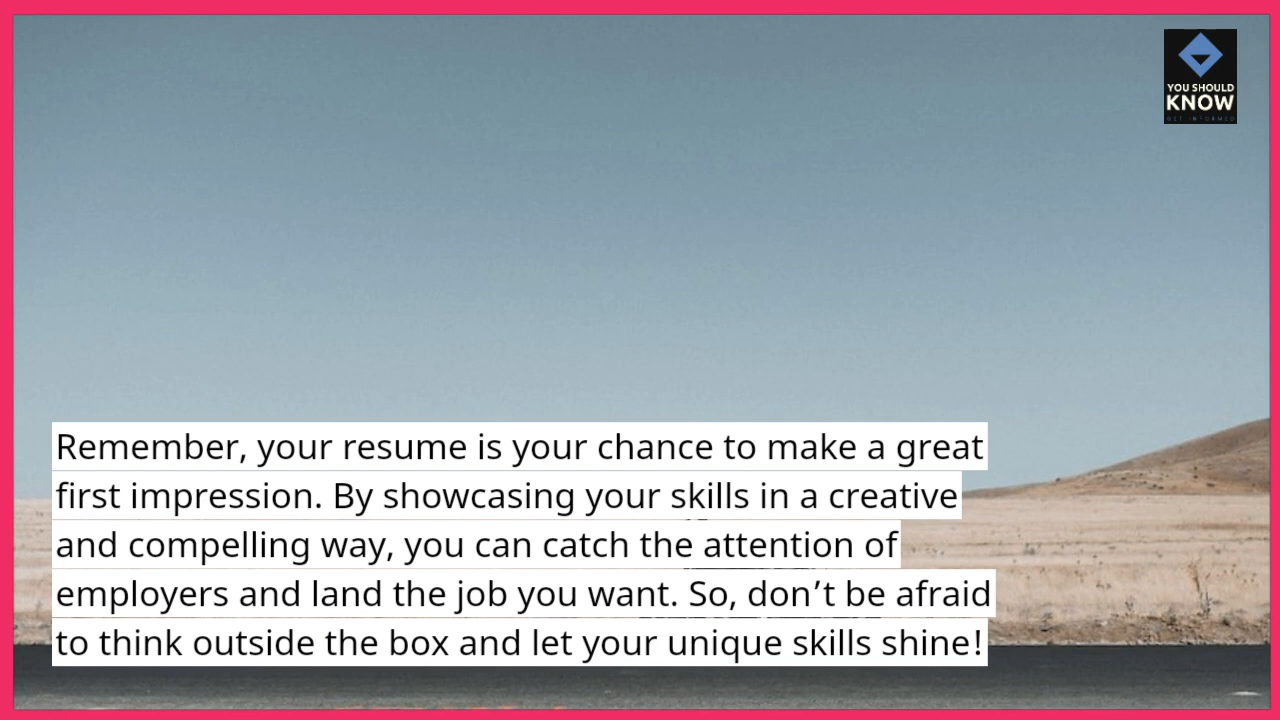 YOU SHOULD
KNOW
GET INFORMED
Remember, your resume is your chance to make a great
first impression. By showcasing your skills in a creative
and compelling way, you can catch the attention of
employers and land the job you want. So, don’t be afraid
to think outside the box and let your unique skills shine!